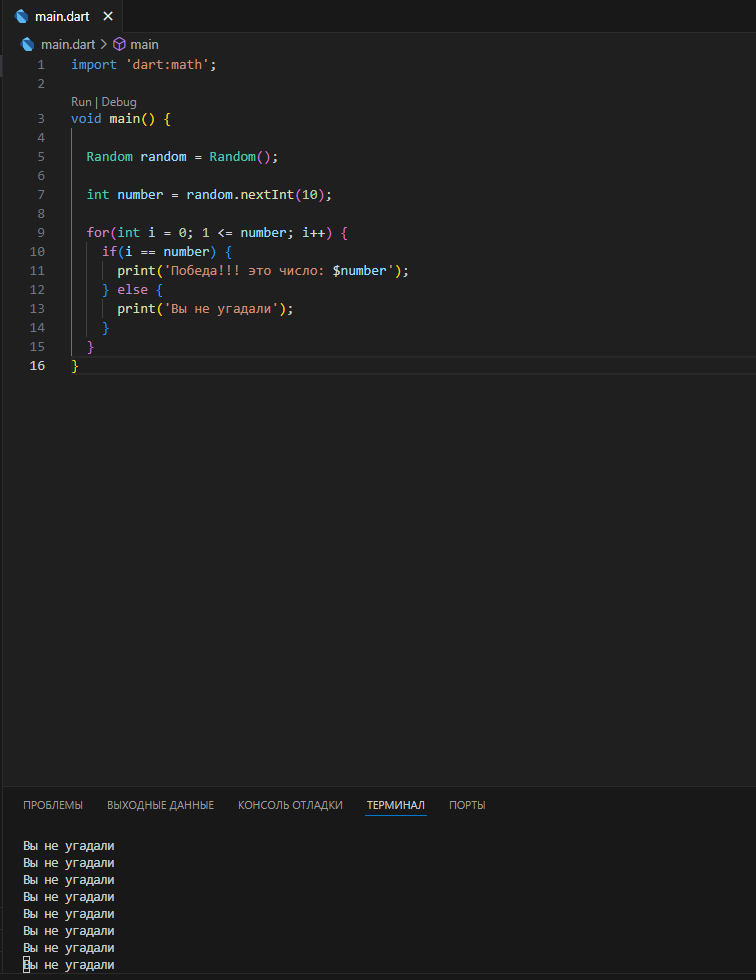 main.dart
main.dart > main
1 import 'dart:math';
2
Run | Debug
3 void main() {
4
5 Random random = Random();
6
7 int number = random.nextInt(10);
8
9 for(int i = 0; 1 <= number; i++) {
10 if(i == number) {
11 print('Победа!!! это число: $number');
12 } else {
13 print('Вы не угадали');
14 }
15 }
16 }
ПРОБЛЕМЫ ВЫХОДНЫЕ ДАННЫЕ КОНСОЛЬ ОТЛАДКИ ТЕРМИНАЛ ПОРТЫ
Вы не угадали
Вы не угадали
Вы не угадали
Вы не угадали
Вы не угадали
Вы не угадали
Вы не угадали
Вы не угадали